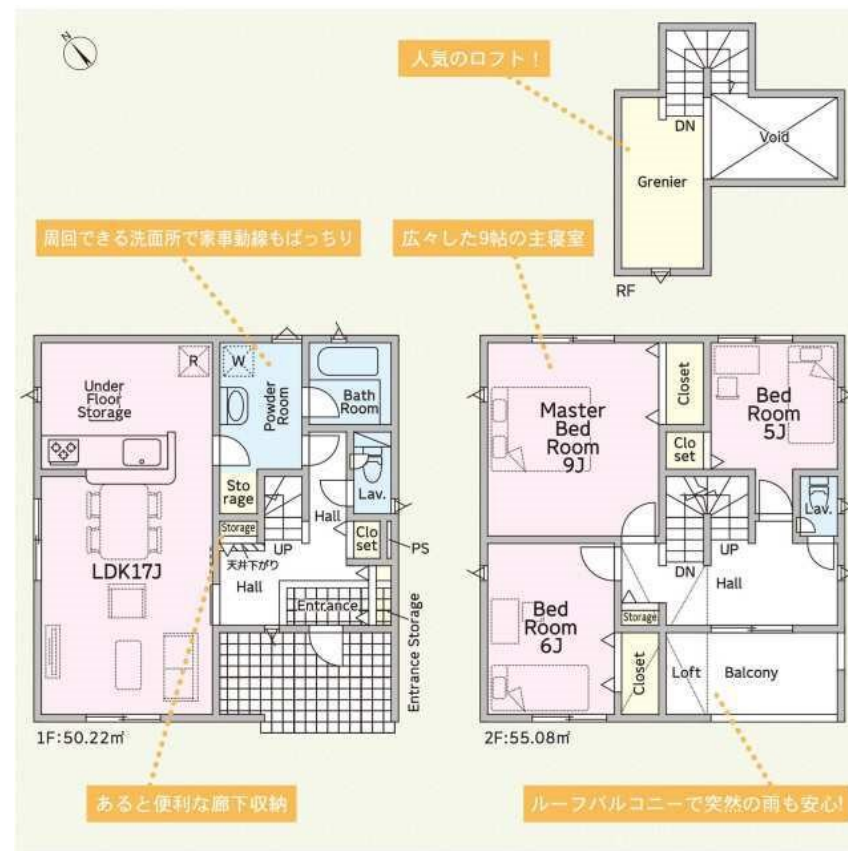 N
人気のロフト！
DN
Void
Grenier
RF
周回できる洗面所で家事動線もばっちり
広々した9帖の主寝室
R
W
Under
Floor
Storage
Powder
Room
Bath
Room
Sto
rage
Lav.
Hall
Storage
UP
Clo
set
PS
天井下がり
LDK17J
Hall
Entrance
Entrance Storage
1F:50.22㎡
Master
Bed
Room
9J
Closet
Clo
set
Bed
Room
5J
Lav.
UP
DN
Hall
Bed
Room
6J
Storage
Closet
Loft
Balcony
2F:55.08㎡
あると便利な廊下収納
ルーフバルコニーで突然の雨も安心!